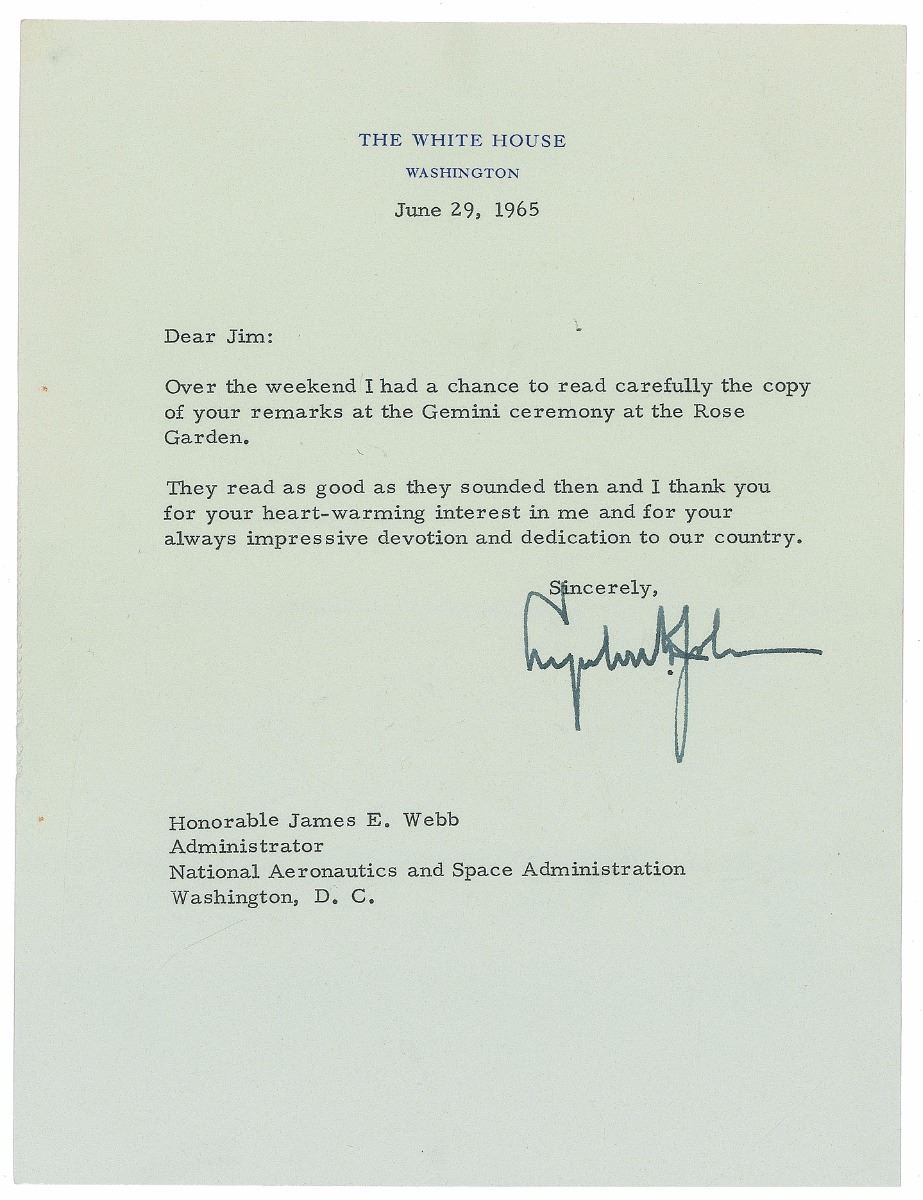 THE WHITE HOUSE
WASHINGTON
June 29, 1965
Dear Jim:
Over the weekend I had a chance to read carefully the copy
of your remarks at the Gemini ceremony at the Rose
Garden.
They read as good as they sounded then and I thank you
for your heart-warming interest in me and for your
always impressive devotion and dedication to our country.
Sincerely,
Honorable James E. Webb
Administrator
National Aeronautics and Space Administration
Washington, D. C.